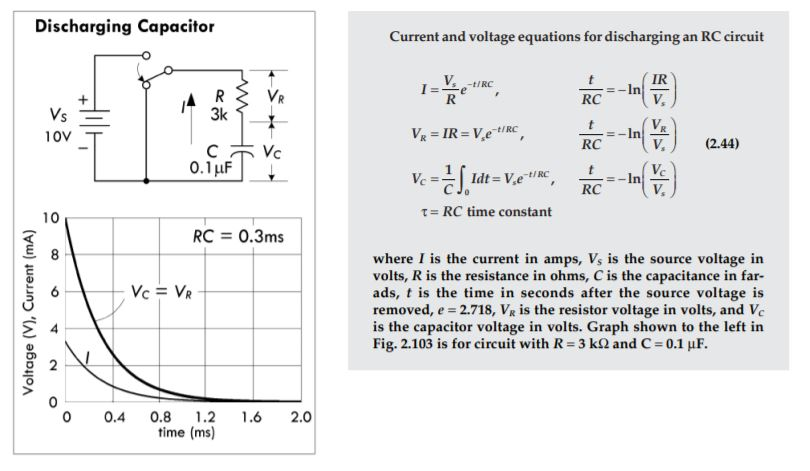 Discharging Capacitor
+
Vs
10V
−
R
3k
I
VR
C
0.1μF
VC
Voltage (V), Current (mA)
10
8
6
4
2
0
RC = 0.3ms
VC = VR
I
0 0.4 0.8 1.2 1.6 2.0
time (ms)
Current and voltage equations for discharging an RC circuit
I = Vs/R e^(−t/RC), t/RC = −ln(IR/Vs)
VR = IR = Vs e^(−t/RC), t/RC = −ln(VR/Vs) (2.44)
VC = 1/C ∫₀ Idt = Vs e^(−t/RC), t/RC = −ln(VC/Vs)
τ = RC time constant
where I is the current in amps, Vs is the source voltage in
volts, R is the resistance in ohms, C is the capacitance in far-
ads, t is the time in seconds after the source voltage is
removed, e = 2.718, VR is the resistor voltage in volts, and VC
is the capacitor voltage in volts. Graph shown to the left in
Fig. 2.103 is for circuit with R = 3 kΩ and C = 0.1 μF.